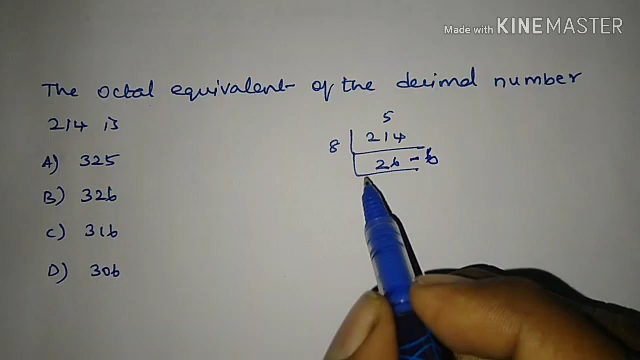 Made with KINEMASTER
The octal equivalent of the decimal number
214 is
A) 325
B) 326
C) 316
D) 306
5
8 214
26 - 6